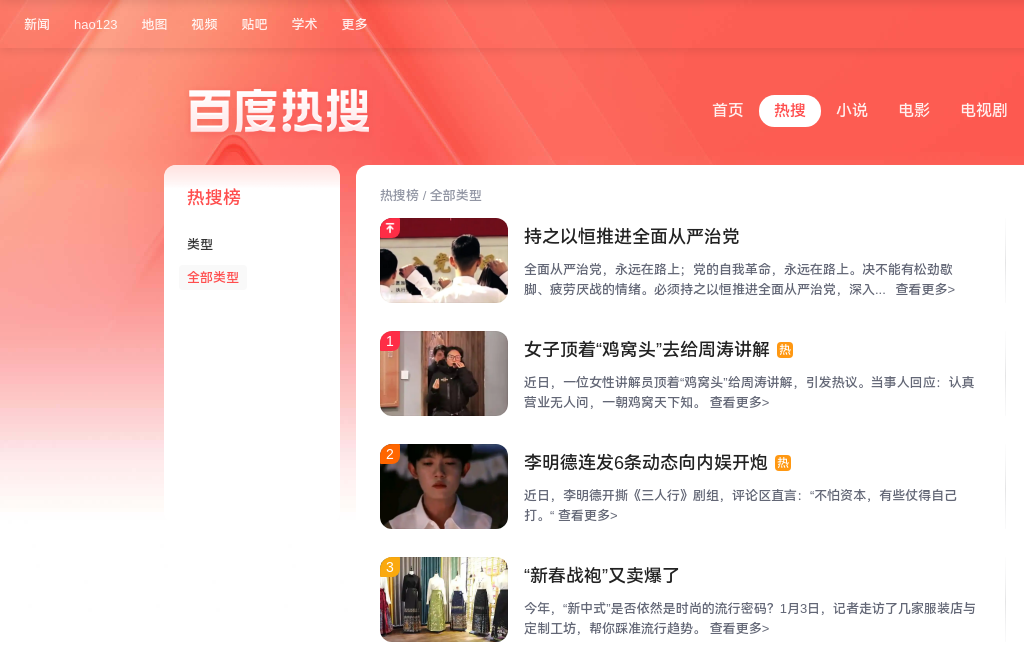 新闻 hao123 地图 视频 贴吧 学术 更多
百度热搜
首页 热搜 小说 电影 电视剧
热搜榜
类型
全部类型
热搜榜 / 全部类型
持之以恒推进全面从严治党
全面从严治党，永远在路上；党的自我革命，永远在路上。决不能有松劲歇
脚、疲劳厌战的情绪。必须持之以恒推进全面从严治党，深入... 查看更多>
1
女子顶着“鸡窝头”去给周涛讲解 热
近日，一位女性讲解员顶着“鸡窝头”给周涛讲解，引发热议。当事人回应：认真
营业无人问，一朝鸡窝天下知。 查看更多>
2
李明德连发6条动态向内娱开炮 热
近日，李明德开撕《三人行》剧组，评论区直言：“不怕资本，有些仗得自己
打。“ 查看更多>
3
“新春战袍”又卖爆了
今年，“新中式”是否依然是时尚的流行密码？1月3日，记者走访了几家服装店与
定制工坊，帮你踩准流行趋势。 查看更多>